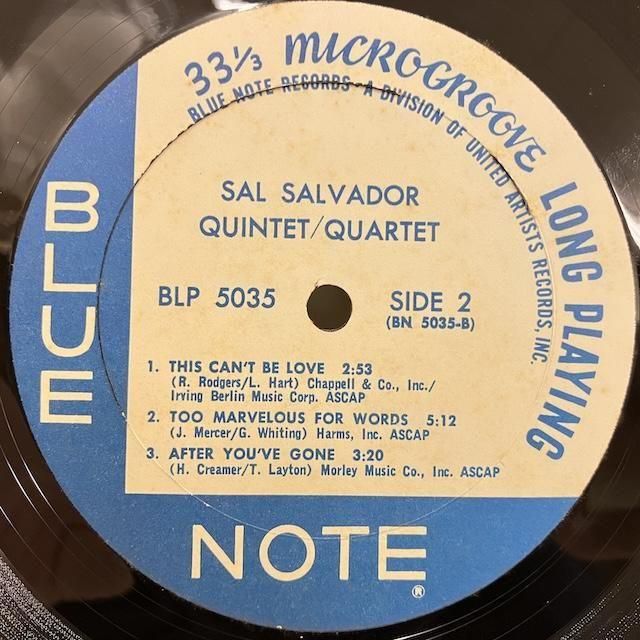 33 1/3 MICROGROOVE LONG PLAYING
BLUE NOTE RECORDS - A DIVISION OF UNITED ARTISTS RECORDS, INC.
SAL SALVADOR
QUINTET/QUARTET
BLP 5035
SIDE 2
(BN 5035-B)
1. THIS CAN'T BE LOVE 2:53
(R. Rodgers/L. Hart) Chappell & Co., Inc./
Irving Berlin Music Corp. ASCAP
2. TOO MARVELOUS FOR WORDS 5:12
(J. Mercer/G. Whiting) Harms, Inc. ASCAP
3. AFTER YOU'VE GONE 3:20
(H. Creamer/T. Layton) Morley Music Co., Inc. ASCAP
BLUE
NOTE®